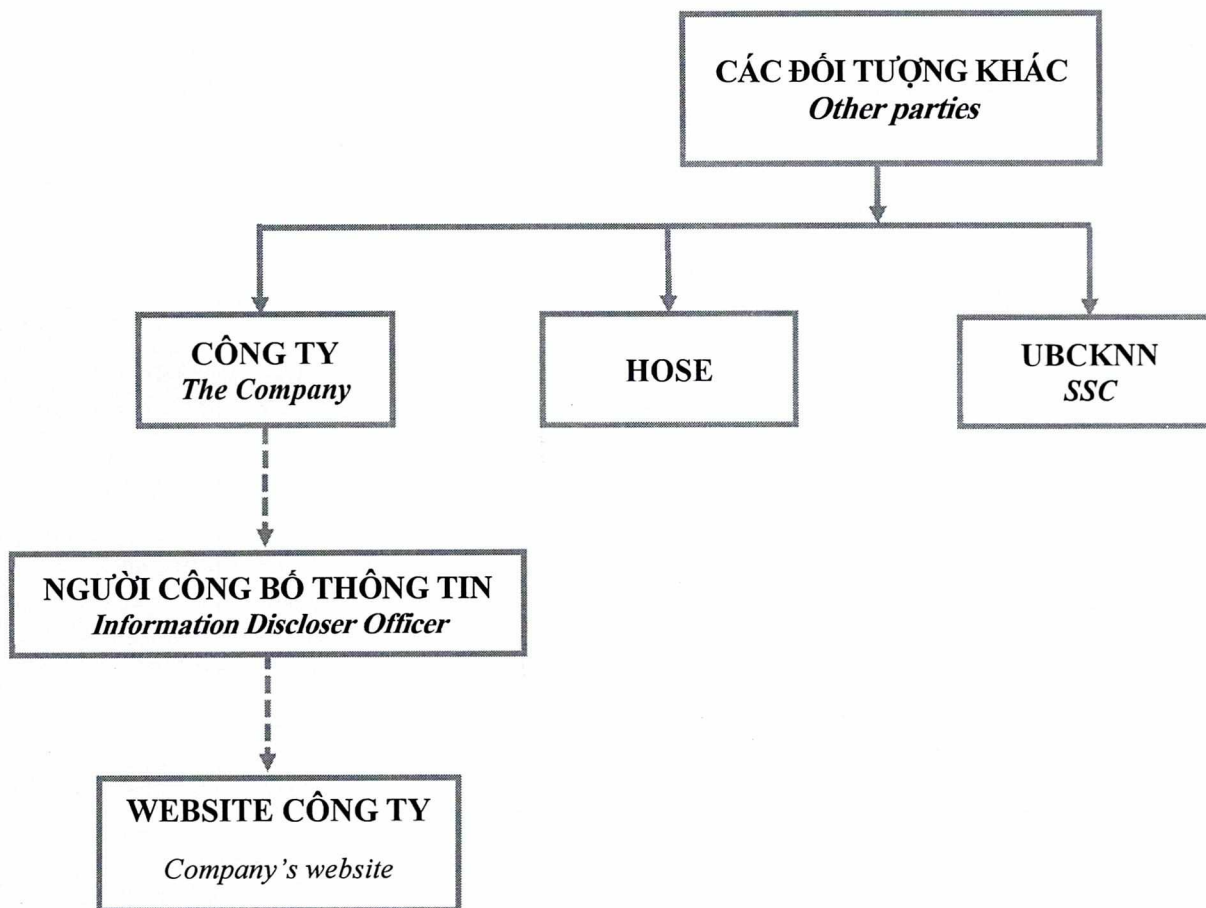 CÁC ĐỐI TƯỢNG KHÁC
Other parties
CÔNG TY
The Company
HOSE
UBCKNN
SSC
NGƯỜI CÔNG BỐ THÔNG TIN
Information Discloser Officer
WEBSITE CÔNG TY
Company's website